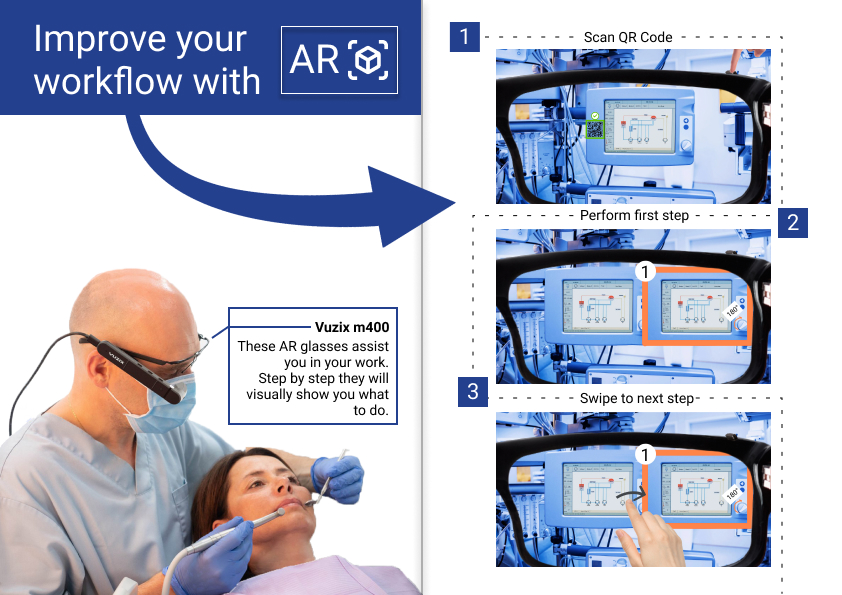 Improve your
workflow with
AR
VUZIX
Vuzix m400
These AR glasses assist
you in your work.
Step by step they will
visually show you what
to do.
1
Scan QR Code
Perform first step
2
1
180°
3
Swipe to next step
1
180°